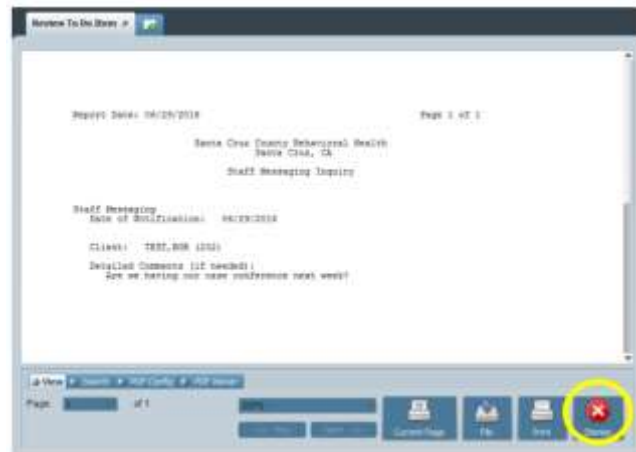 Review To Do Item
Report Date: 06/29/2018 Page 1 of 1
Santa Cruz County Behavioral Health
Santa Cruz, CA
Staff Messaging Inquiry
Staff Messaging
Date of Notification: 06/29/2018
Client: TEST,BOB (232)
Detailed Comments (if needded):
Are we having our case conference next week?
View Search PDF Config PDF Viewer
Page: of 1
Current Page File Print